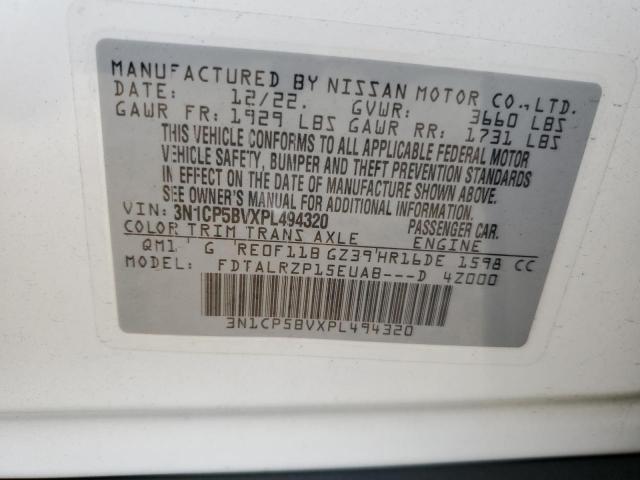 MANUFACTURED BY NISSAN MOTOR CO., LTD.
DATE: 12/22. GVWR: 3660 LBS
GAWR FR: 1929 LBS GAWR RR: 1731 LBS
THIS VEHICLE CONFORMS TO ALL APPLICABLE FEDERAL MOTOR
VEHICLE SAFETY, BUMPER AND THEFT PREVENTION STANDARDS
IN EFFECT ON THE DATE OF MANUFACTURE SHOWN ABOVE.
SEE OWNER'S MANUAL FOR ADDITIONAL INFORMATION.
VIN: 3N1CP5BVXPL494320 PASSENGER CAR.
COLOR TRIM TRANS AXLE ENGINE
QM1 G RE0F11B GZ39 HR16DE 1598 CC
FDTALRZP15EUAB---D 4Z000
3N1CP5BVXPL494320